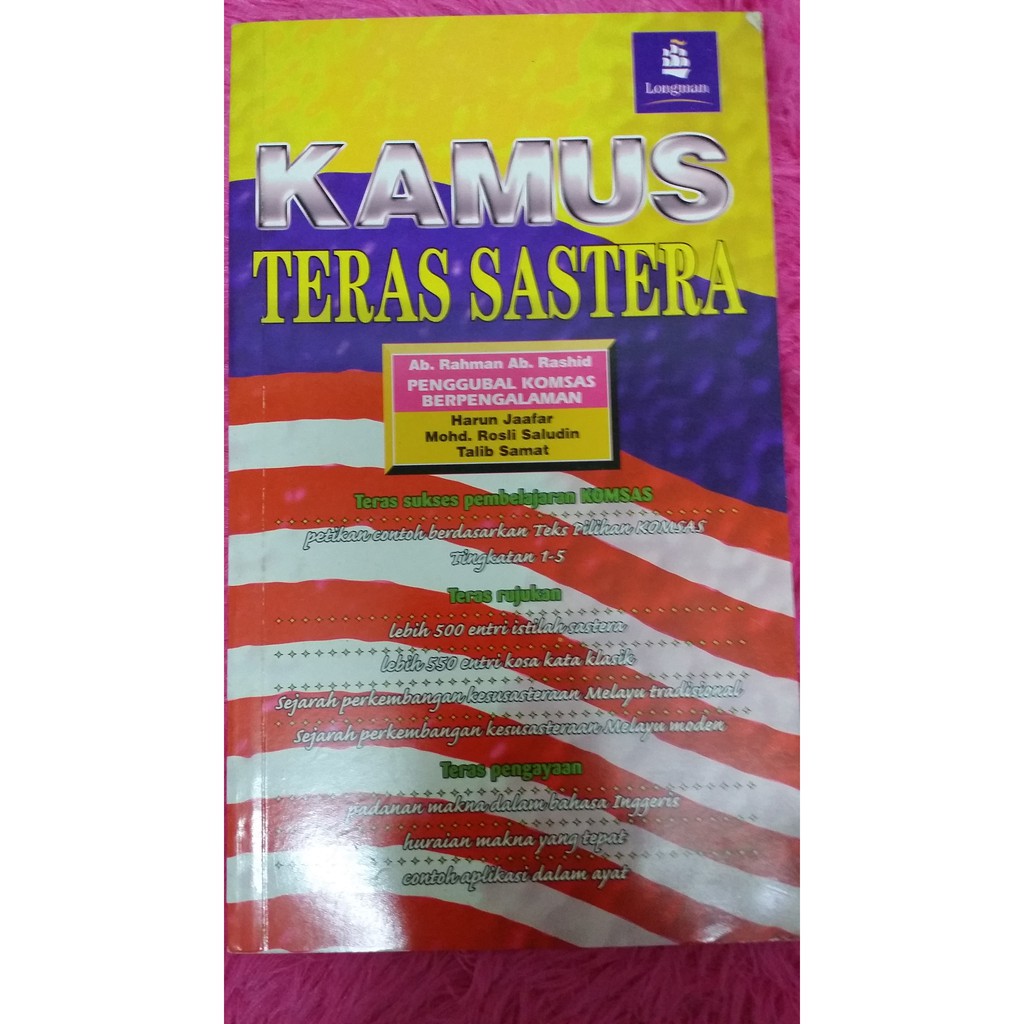 Longman
KAMUS
TERAS SASTERA
Ab. Rahman Ab. Rashid
PENGGUBAL KOMSAS
BERPENGALAMAN
Harun Jaafar
Mohd. Rosli Saludin
Talib Samat
Teras sukses pembelajaran KOMSAS
petikan contoh berdasarkan Teks Pilihan KOMSAS
Tingkatan 1-5
Teras rujukan
lebih 500 entri istilah sastera
lebih 550 entri kosa kata klasik
Sejarah perkembangan kesusasteraan Melayu tradisional
Sejarah perkembangan kesusasteraan Melayu moden
Teras pengayaan
padanan makna dalam bahasa Inggeris
huraian makna yang tepat
contoh aplikasi dalam ayat